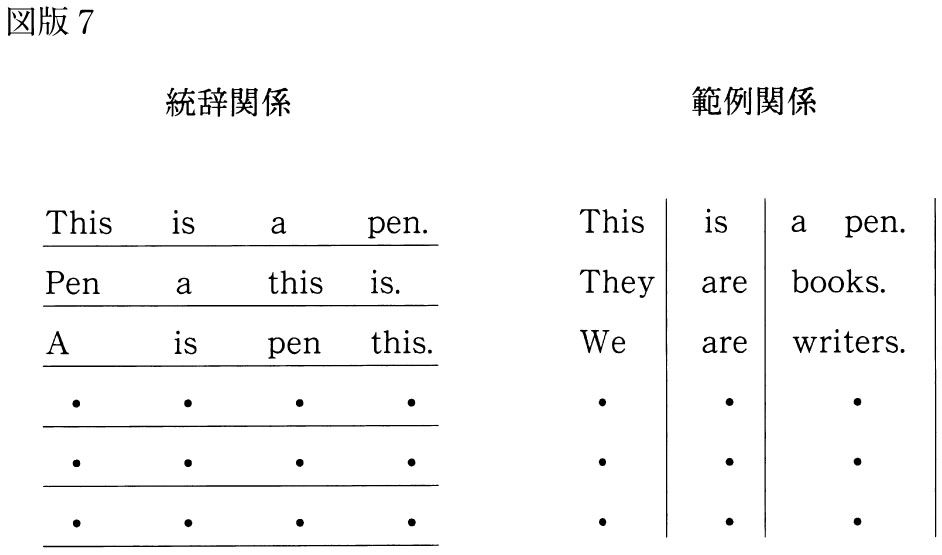 図版 7
統辞関係
This is a pen.
Pen a this is.
A is pen this.
・ ・ ・ ・
・ ・ ・ ・
・ ・ ・ ・
範例関係
This is a pen.
They are books.
We are writers.
・ ・ ・
・ ・ ・
・ ・ ・